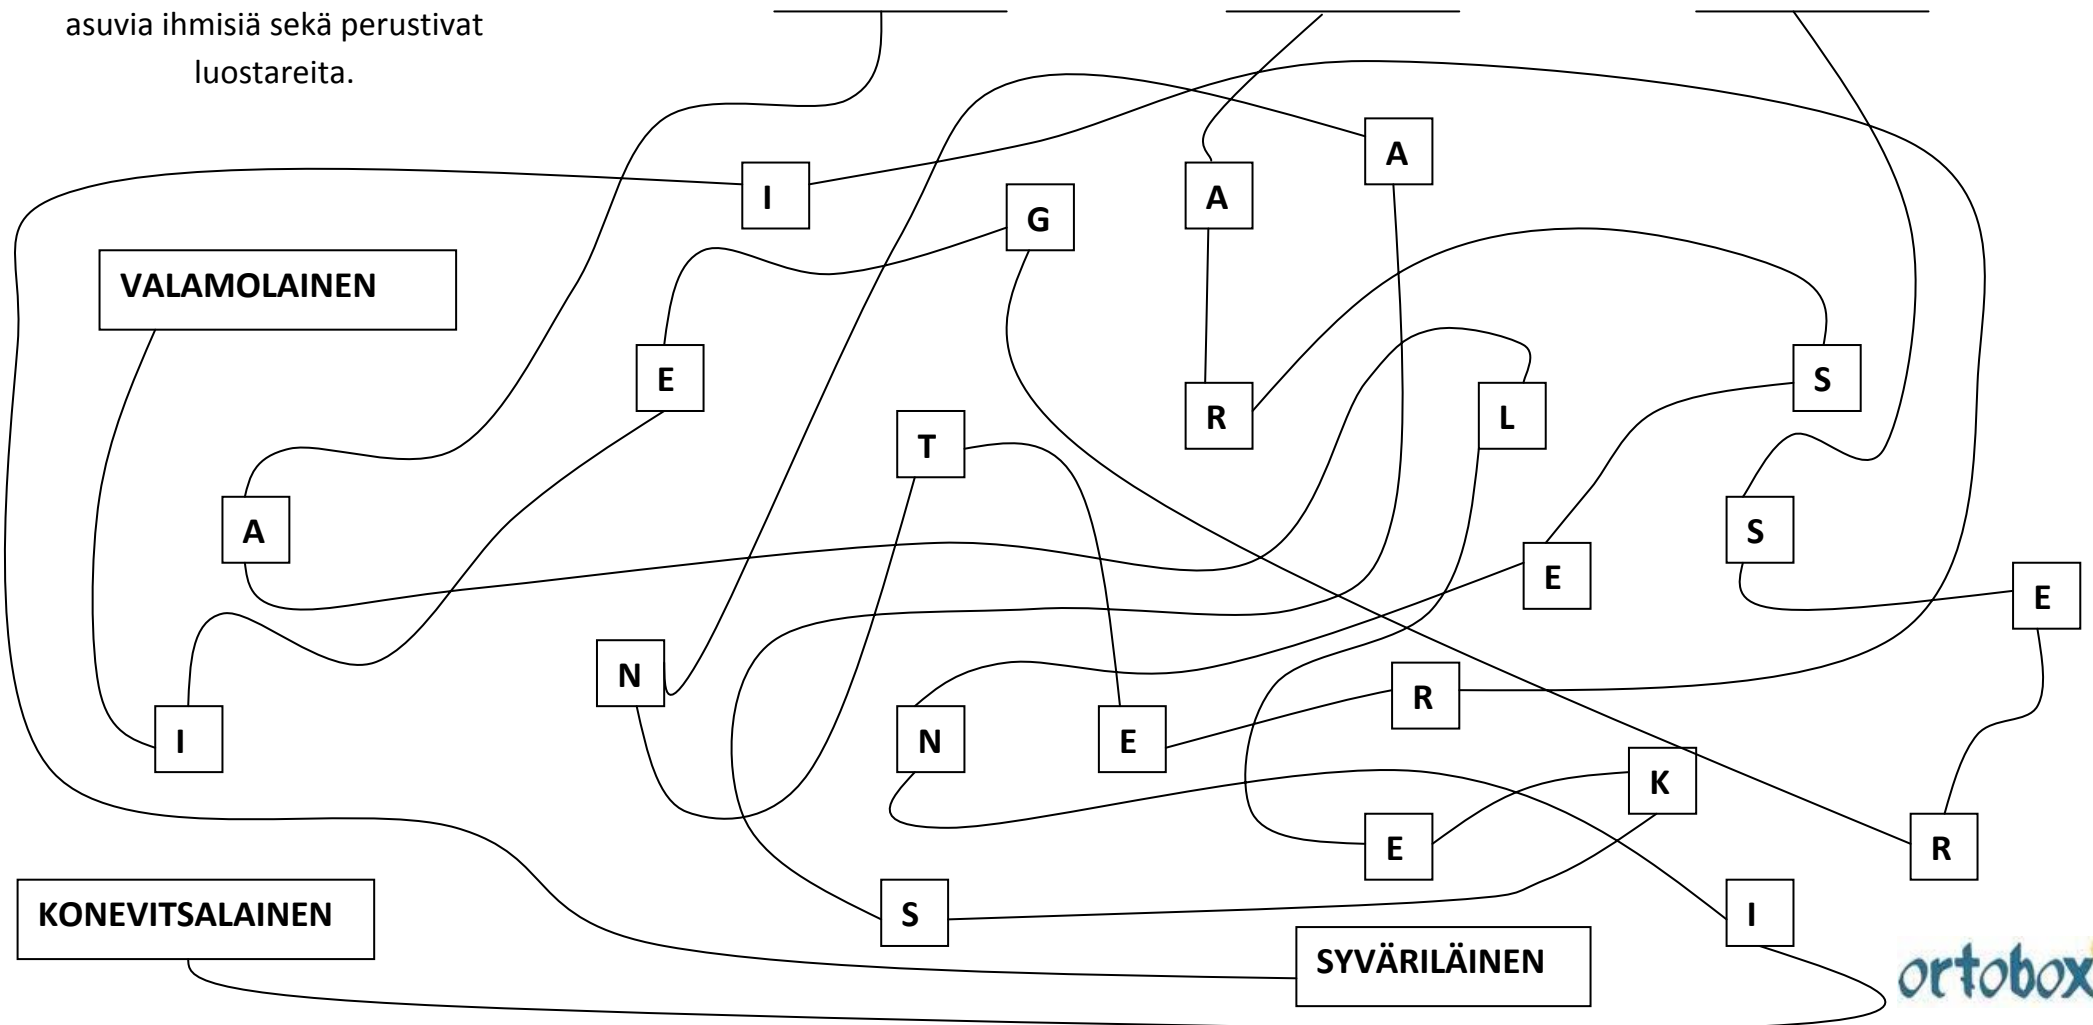 asuvia ihmisiä sekä perustivat
luostareita.
A
I
A
G
VALAMOLAINEN
E
S
R
L
T
A
S
E
E
N
R
I
N
E
K
E
R
KONEVITSALAINEN
S
I
SYVÄRILÄINEN
ortobox